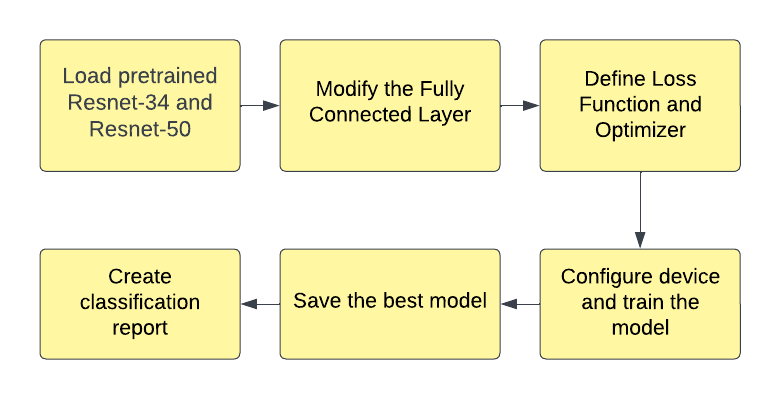 Load pretrained
Resnet-34 and
Resnet-50
Modify the Fully
Connected Layer
Define Loss
Function and
Optimizer
Configure device
and train the
model
Save the best model
Create
classification
report